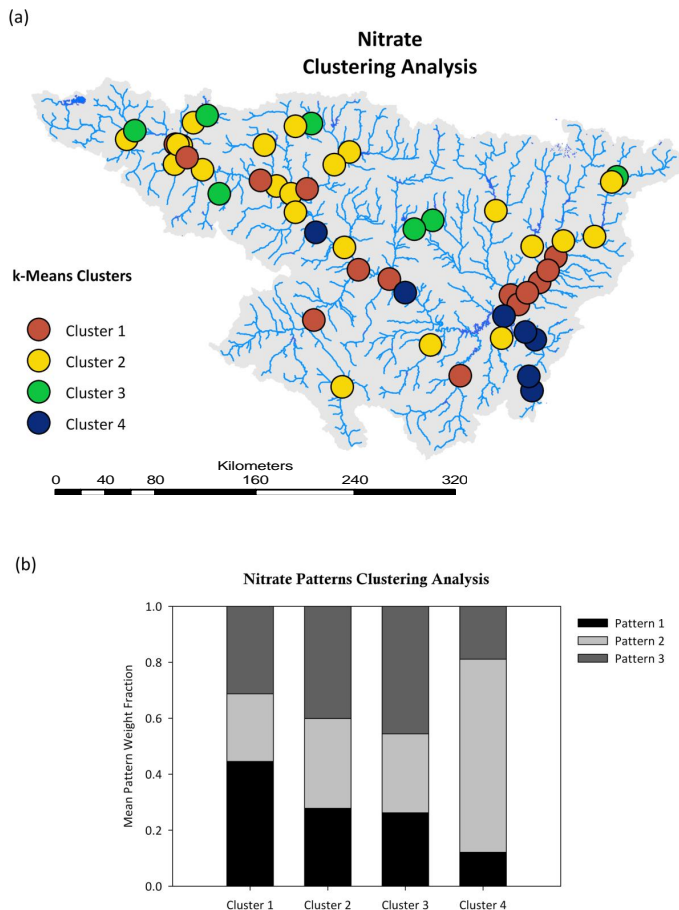 (a)
Nitrate
Clustering Analysis
k-Means Clusters
Cluster 1
Cluster 2
Cluster 3
Cluster 4
Kilometers
0 40 80 160 240 320
(b)
Nitrate Patterns Clustering Analysis
Mean Pattern Weight Fraction
1.0
0.8
0.6
0.4
0.2
0.0
Cluster 1 Cluster 2 Cluster 3 Cluster 4
Pattern 1
Pattern 2
Pattern 3